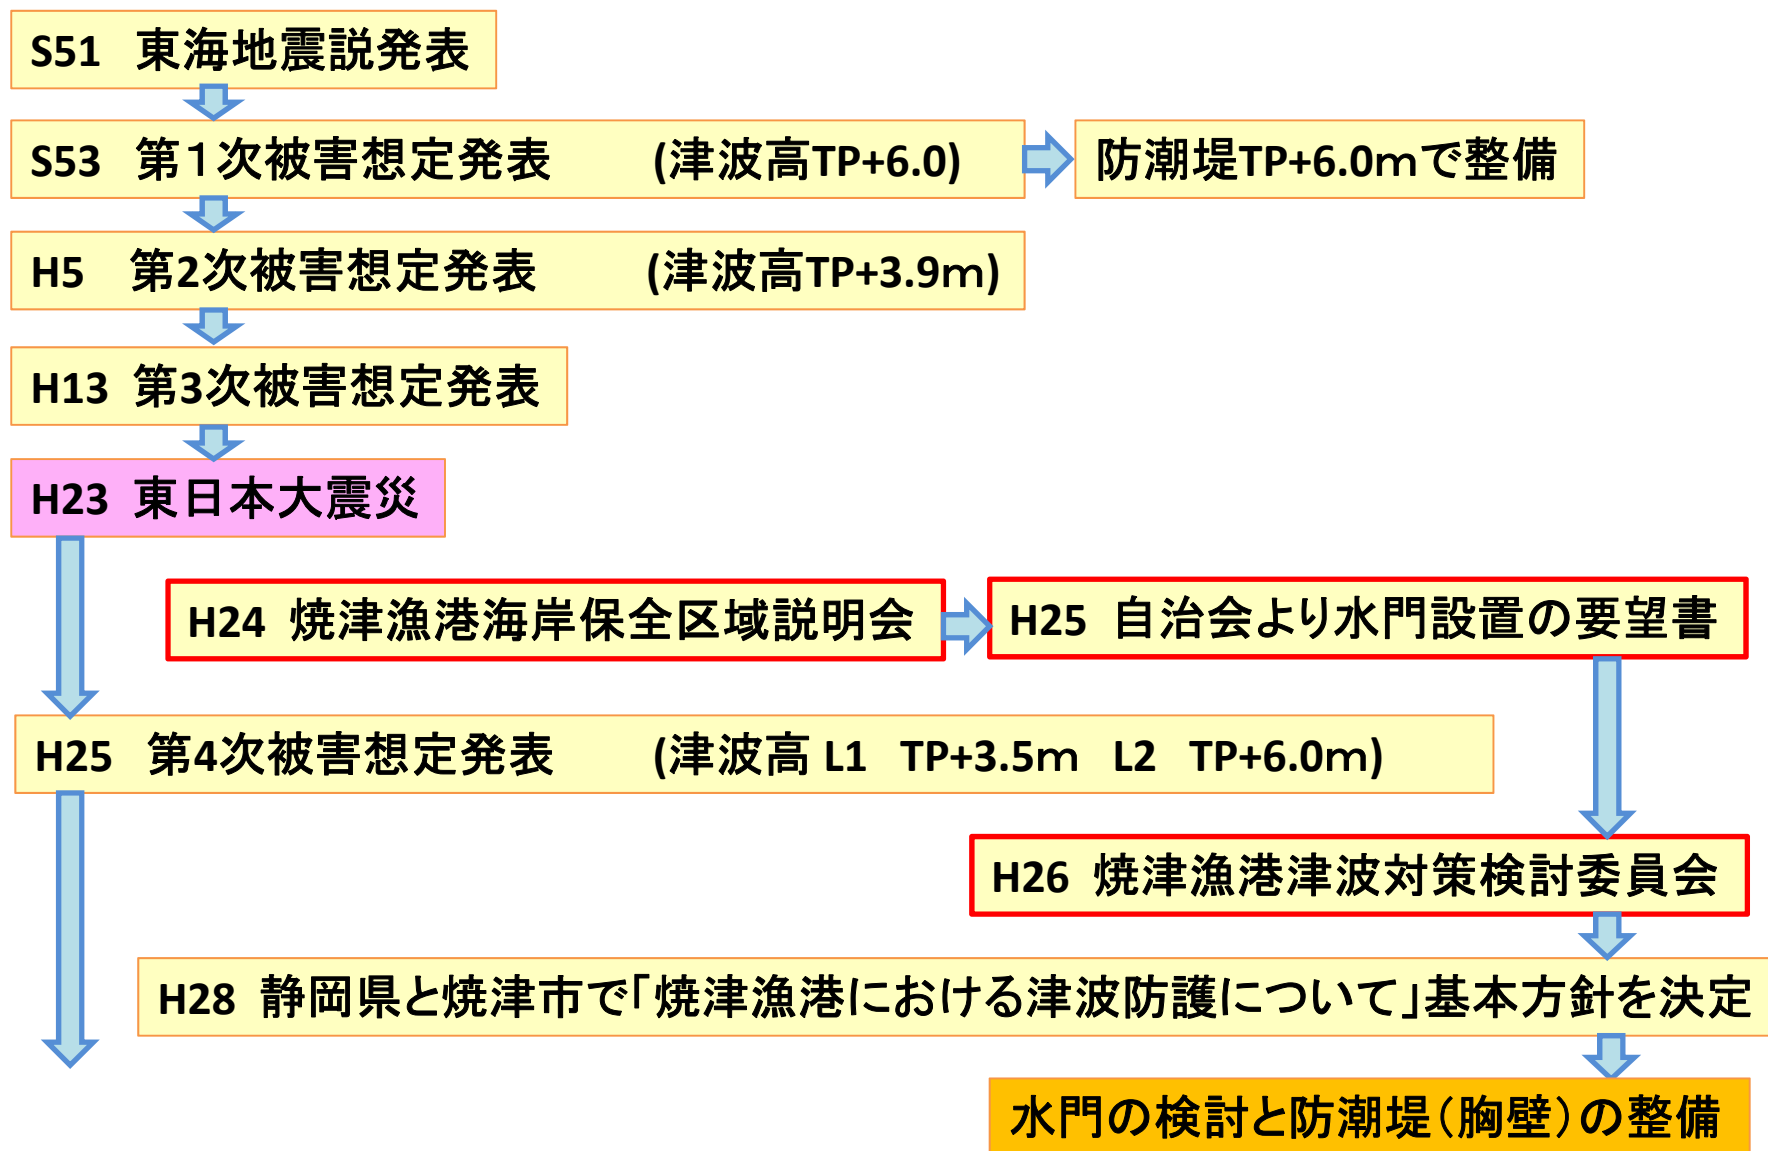 S51 東海地震説発表
S53 第１次被害想定発表 (津波高TP+6.0)
防潮堤TP+6.0ｍで整備
H5 第2次被害想定発表 (津波高TP+3.9ｍ)
H13 第3次被害想定発表
H23 東日本大震災
H24 焼津漁港海岸保全区域説明会
H25 自治会より水門設置の要望書
H25 第4次被害想定発表 (津波高 L1 TP+3.5ｍ L2 TP+6.0ｍ)
H26 焼津漁港津波対策検討委員会
H28 静岡県と焼津市で「焼津漁港における津波防護について」基本方針を決定
水門の検討と防潮堤（胸壁）の整備